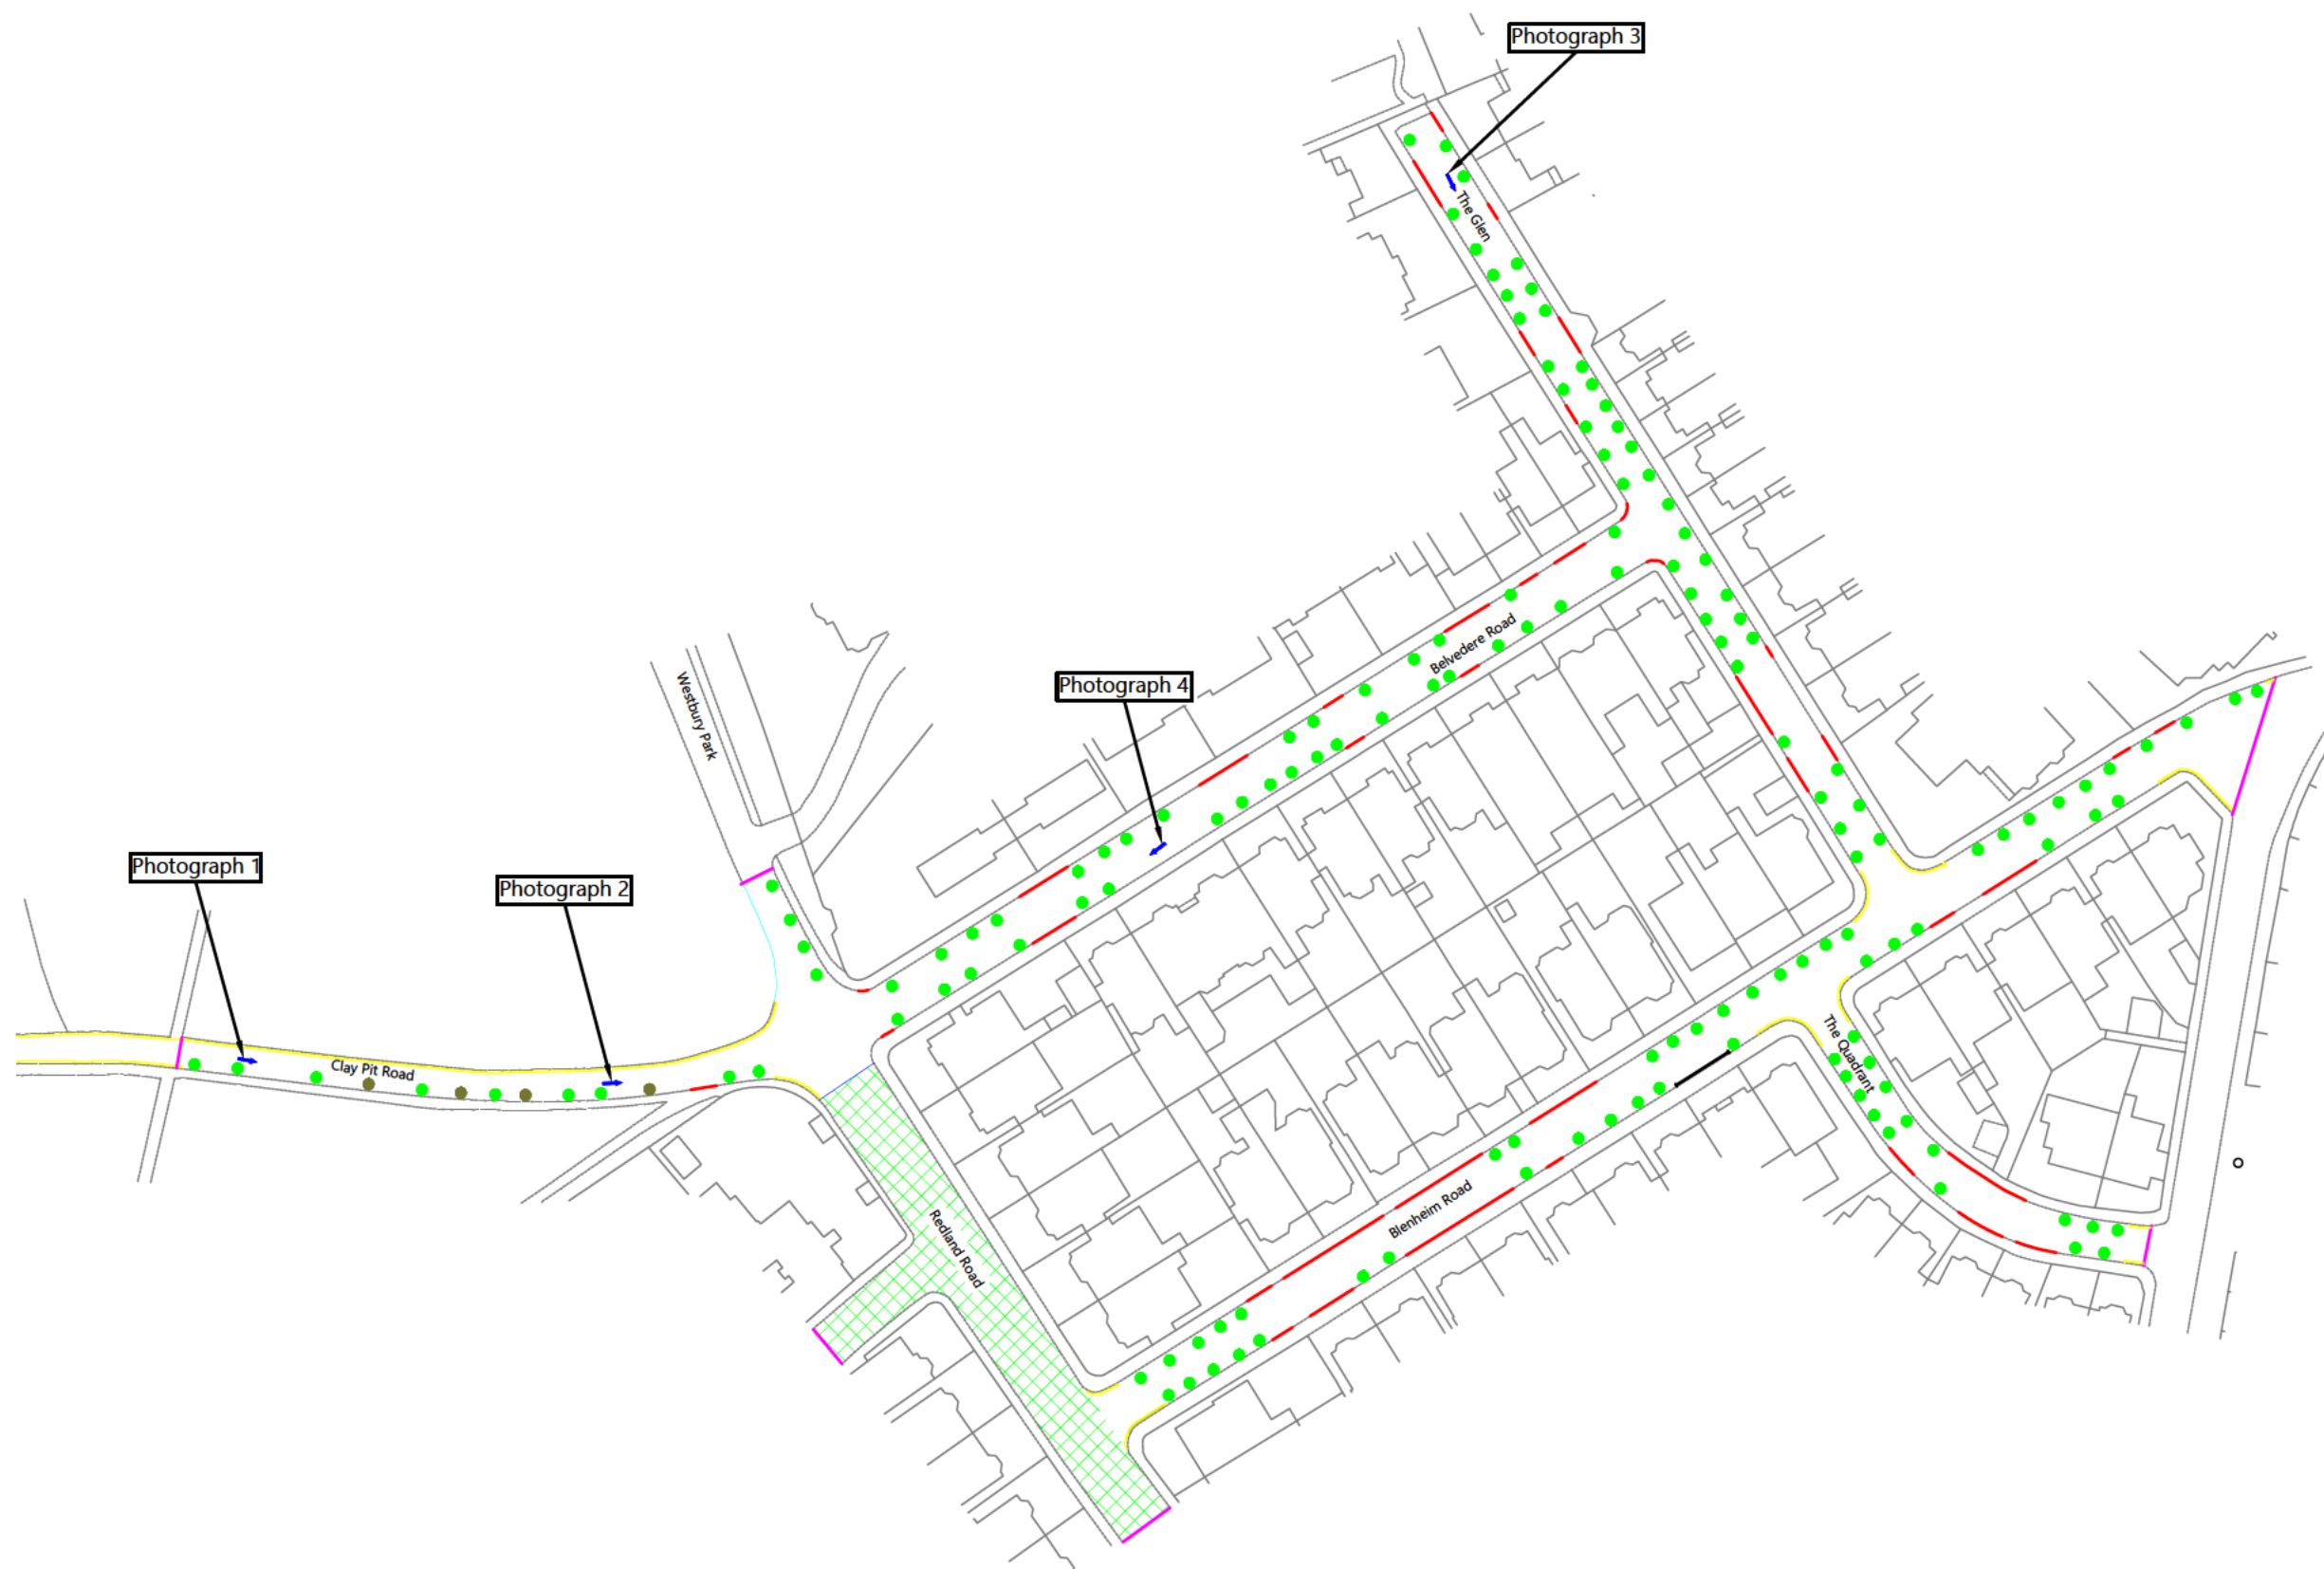 Photograph 3
The Glen
Belvedere Road
Westbury Park
Photograph 4
Photograph 1
Photograph 2
Clay Pit Road
The Quadrant
Blenheim Road
Redland Road